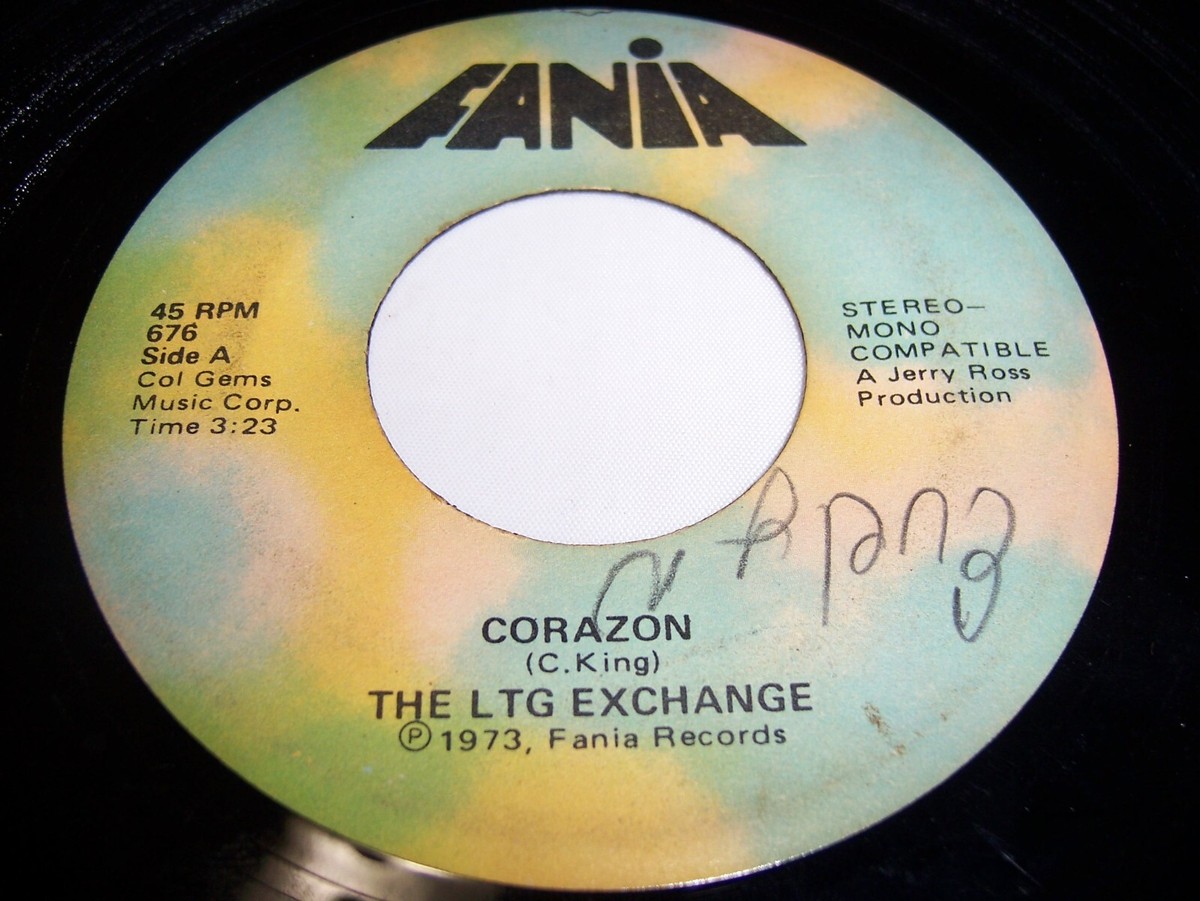 FANIA
45 RPM
676
Side A
Col Gems
Music Corp.
Time 3:23
STEREO—
MONO
COMPATIBLE
A Jerry Ross
Production
CORAZON
(C. King)
THE LTG EXCHANGE
Ⓟ 1973, Fania Records